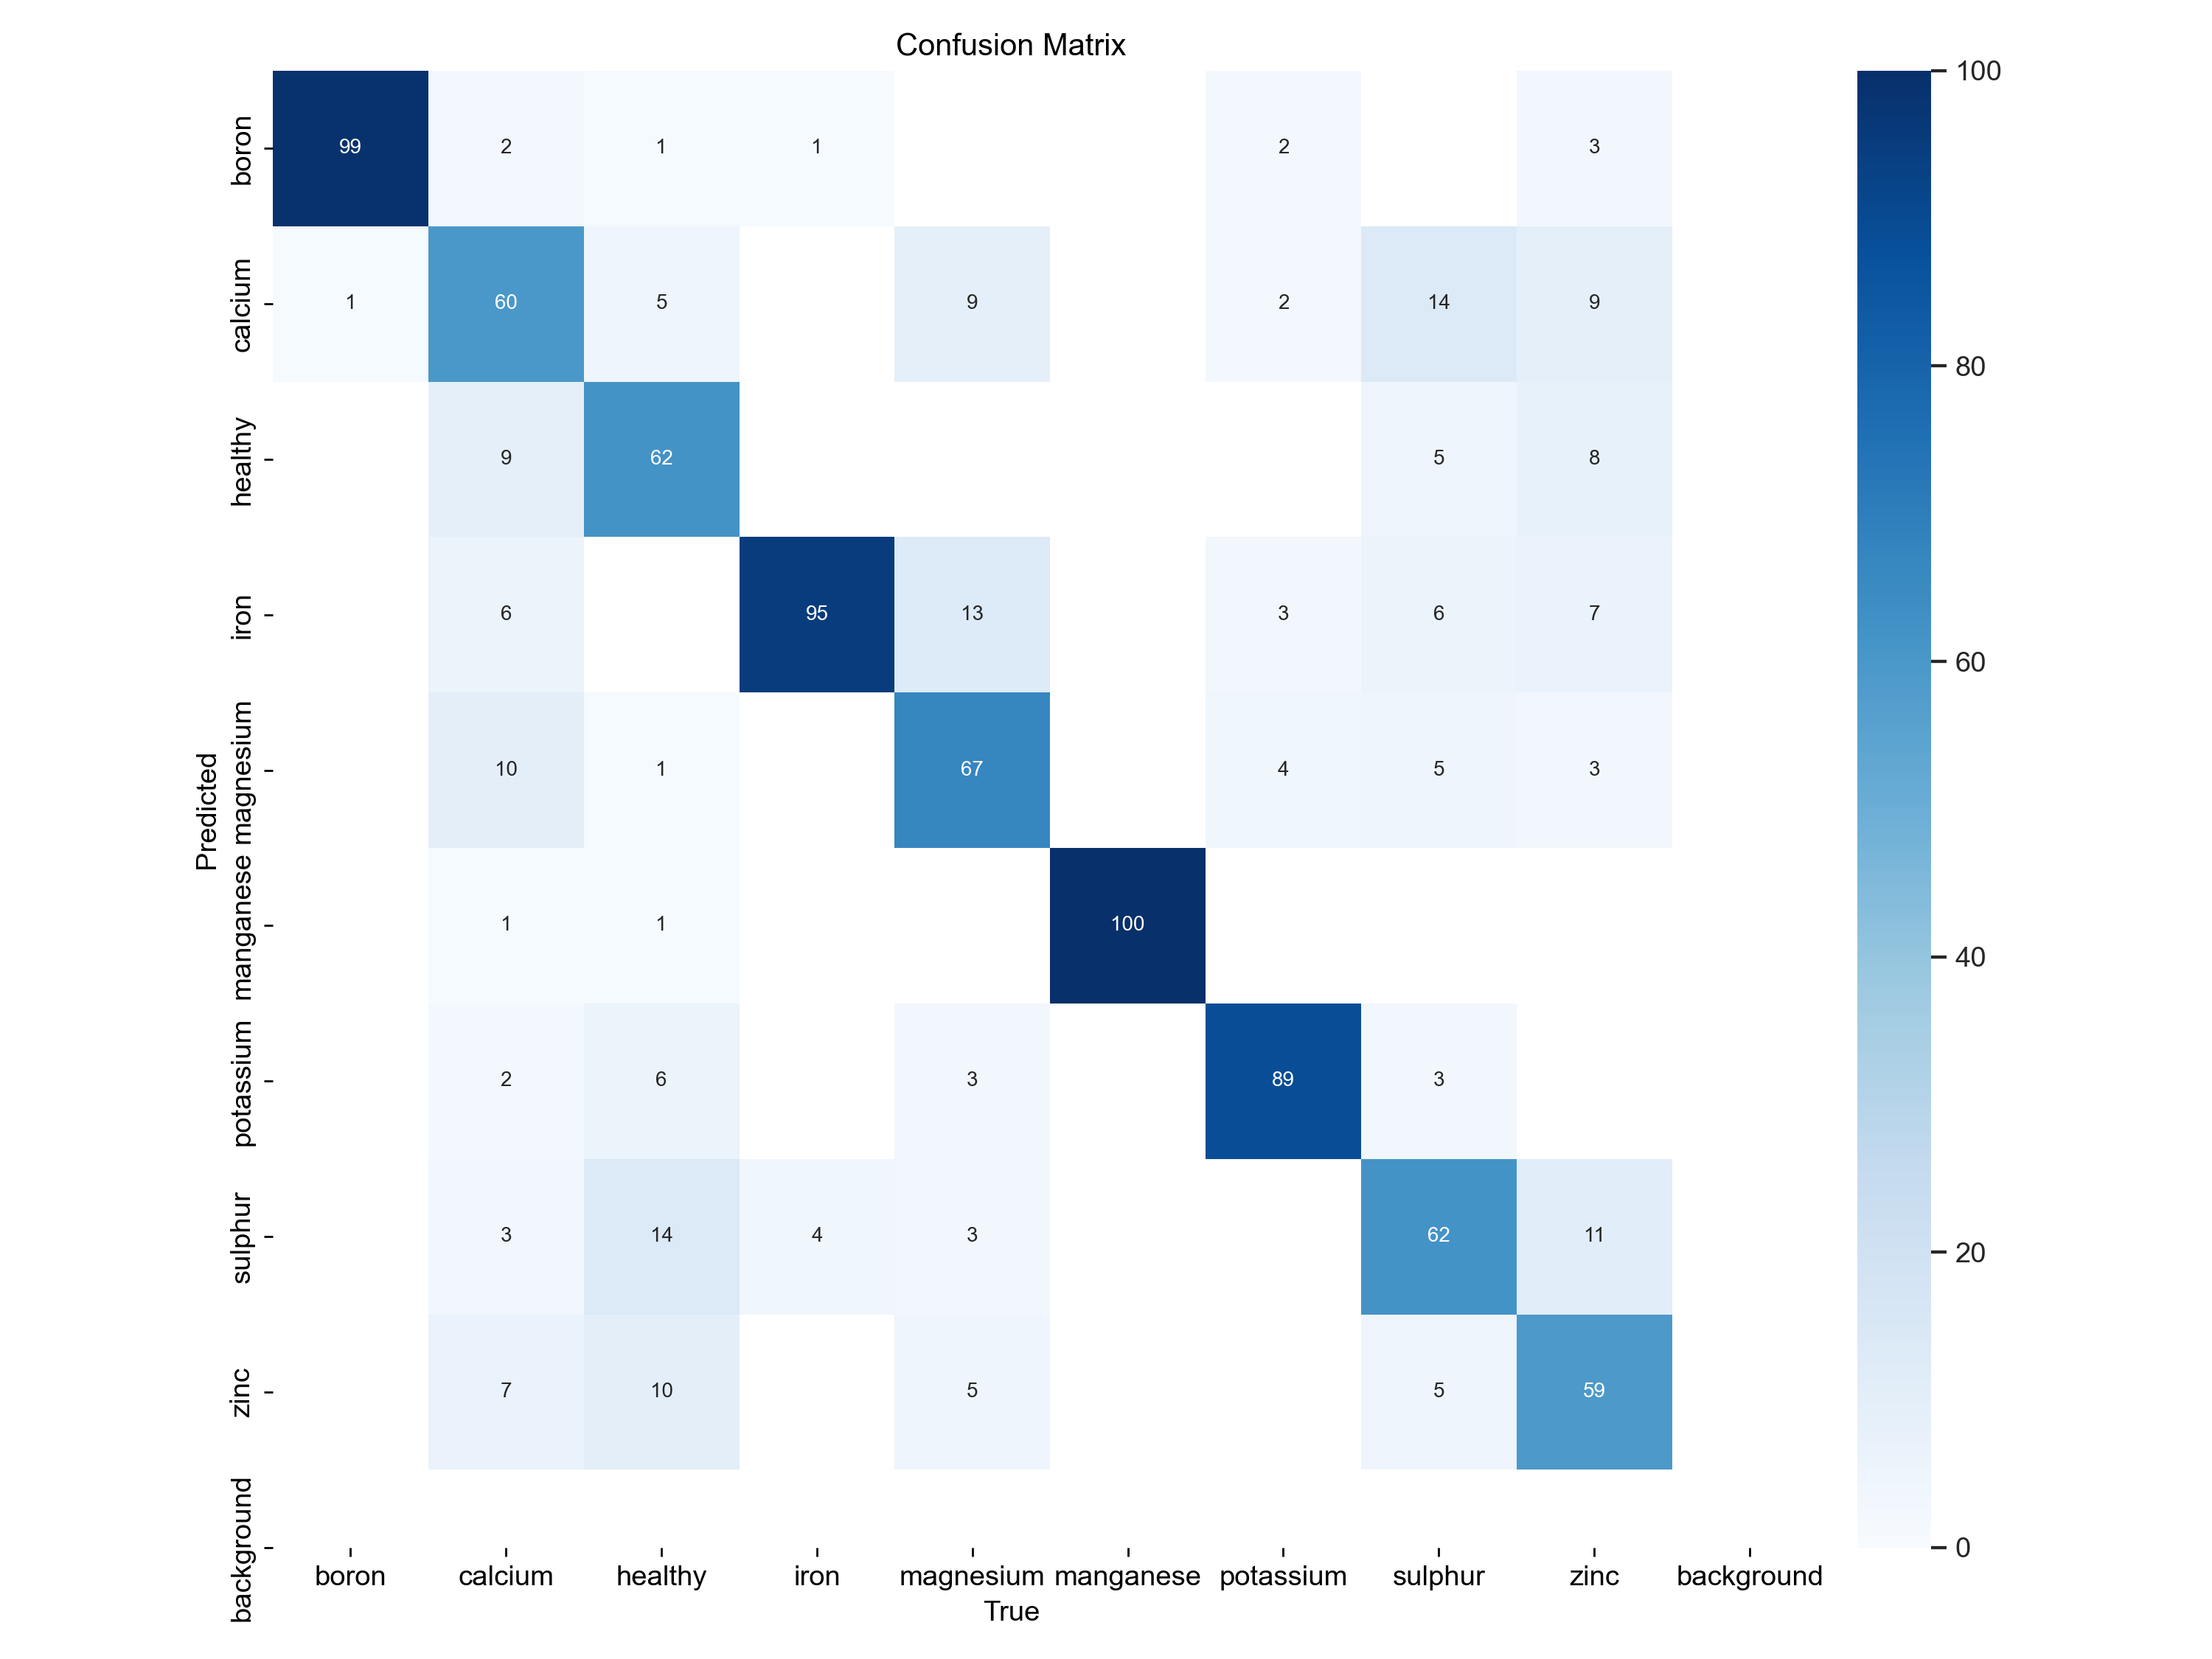 Confusion Matrix
boron 99 2 1 1 2 3
calcium 1 60 5 9 2 14 9
healthy 9 62 5 8
iron 6 95 13 3 6 7
magnesium 10 1 67 4 5 3
manganese 1 1 100
potassium 2 6 3 89 3
sulphur 3 14 4 3 62 11
zinc 7 10 5 5 59
background
Predicted
boron calcium healthy iron magnesium manganese potassium sulphur zinc background
True
100
80
60
40
20
0